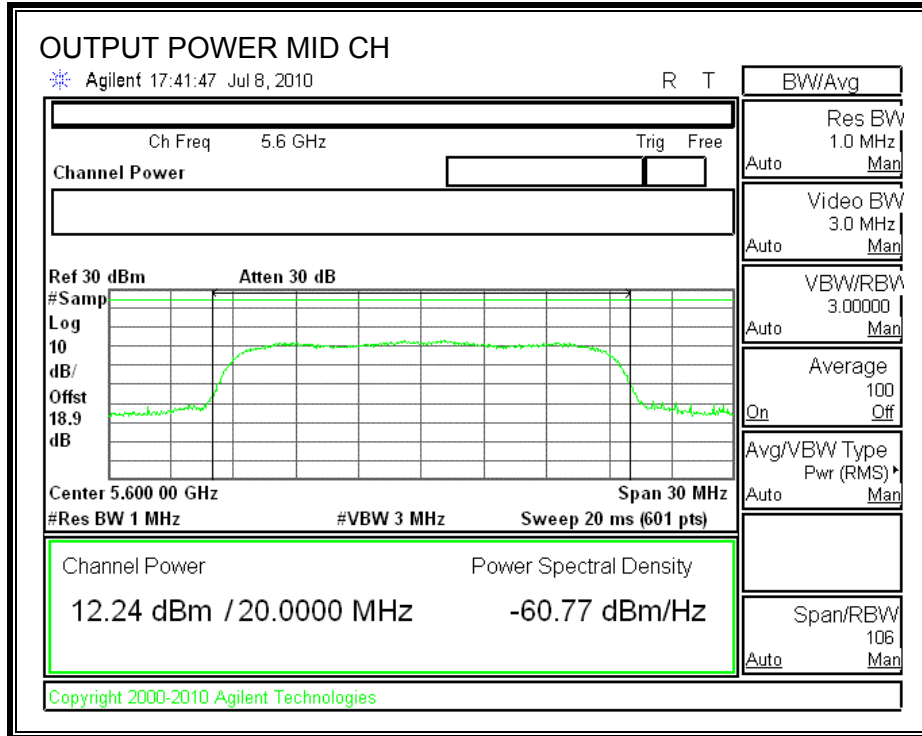 OUTPUT POWER MID CH
Agilent 17:41:47 Jul 8, 2010 R T
Ch Freq 5.6 GHz Trig Free
Channel Power
Ref 30 dBm Atten 30 dB
#Samp
Log
10
dB/
Offst
18.9
dB
Center 5.600 00 GHz Span 30 MHz
#Res BW 1 MHz #VBW 3 MHz Sweep 20 ms (601 pts)
Channel Power Power Spectral Density
12.24 dBm / 20.0000 MHz -60.77 dBm/Hz
Copyright 2000-2010 Agilent Technologies
BW/Avg
Res BW
1.0 MHz
Auto Man
Video BW
3.0 MHz
Auto Man
VBW/RBW
3.00000
Auto Man
Average
100
On Off
Avg/VBW Type
Pwr (RMS)
Auto Man
Span/RBW
106
Auto Man